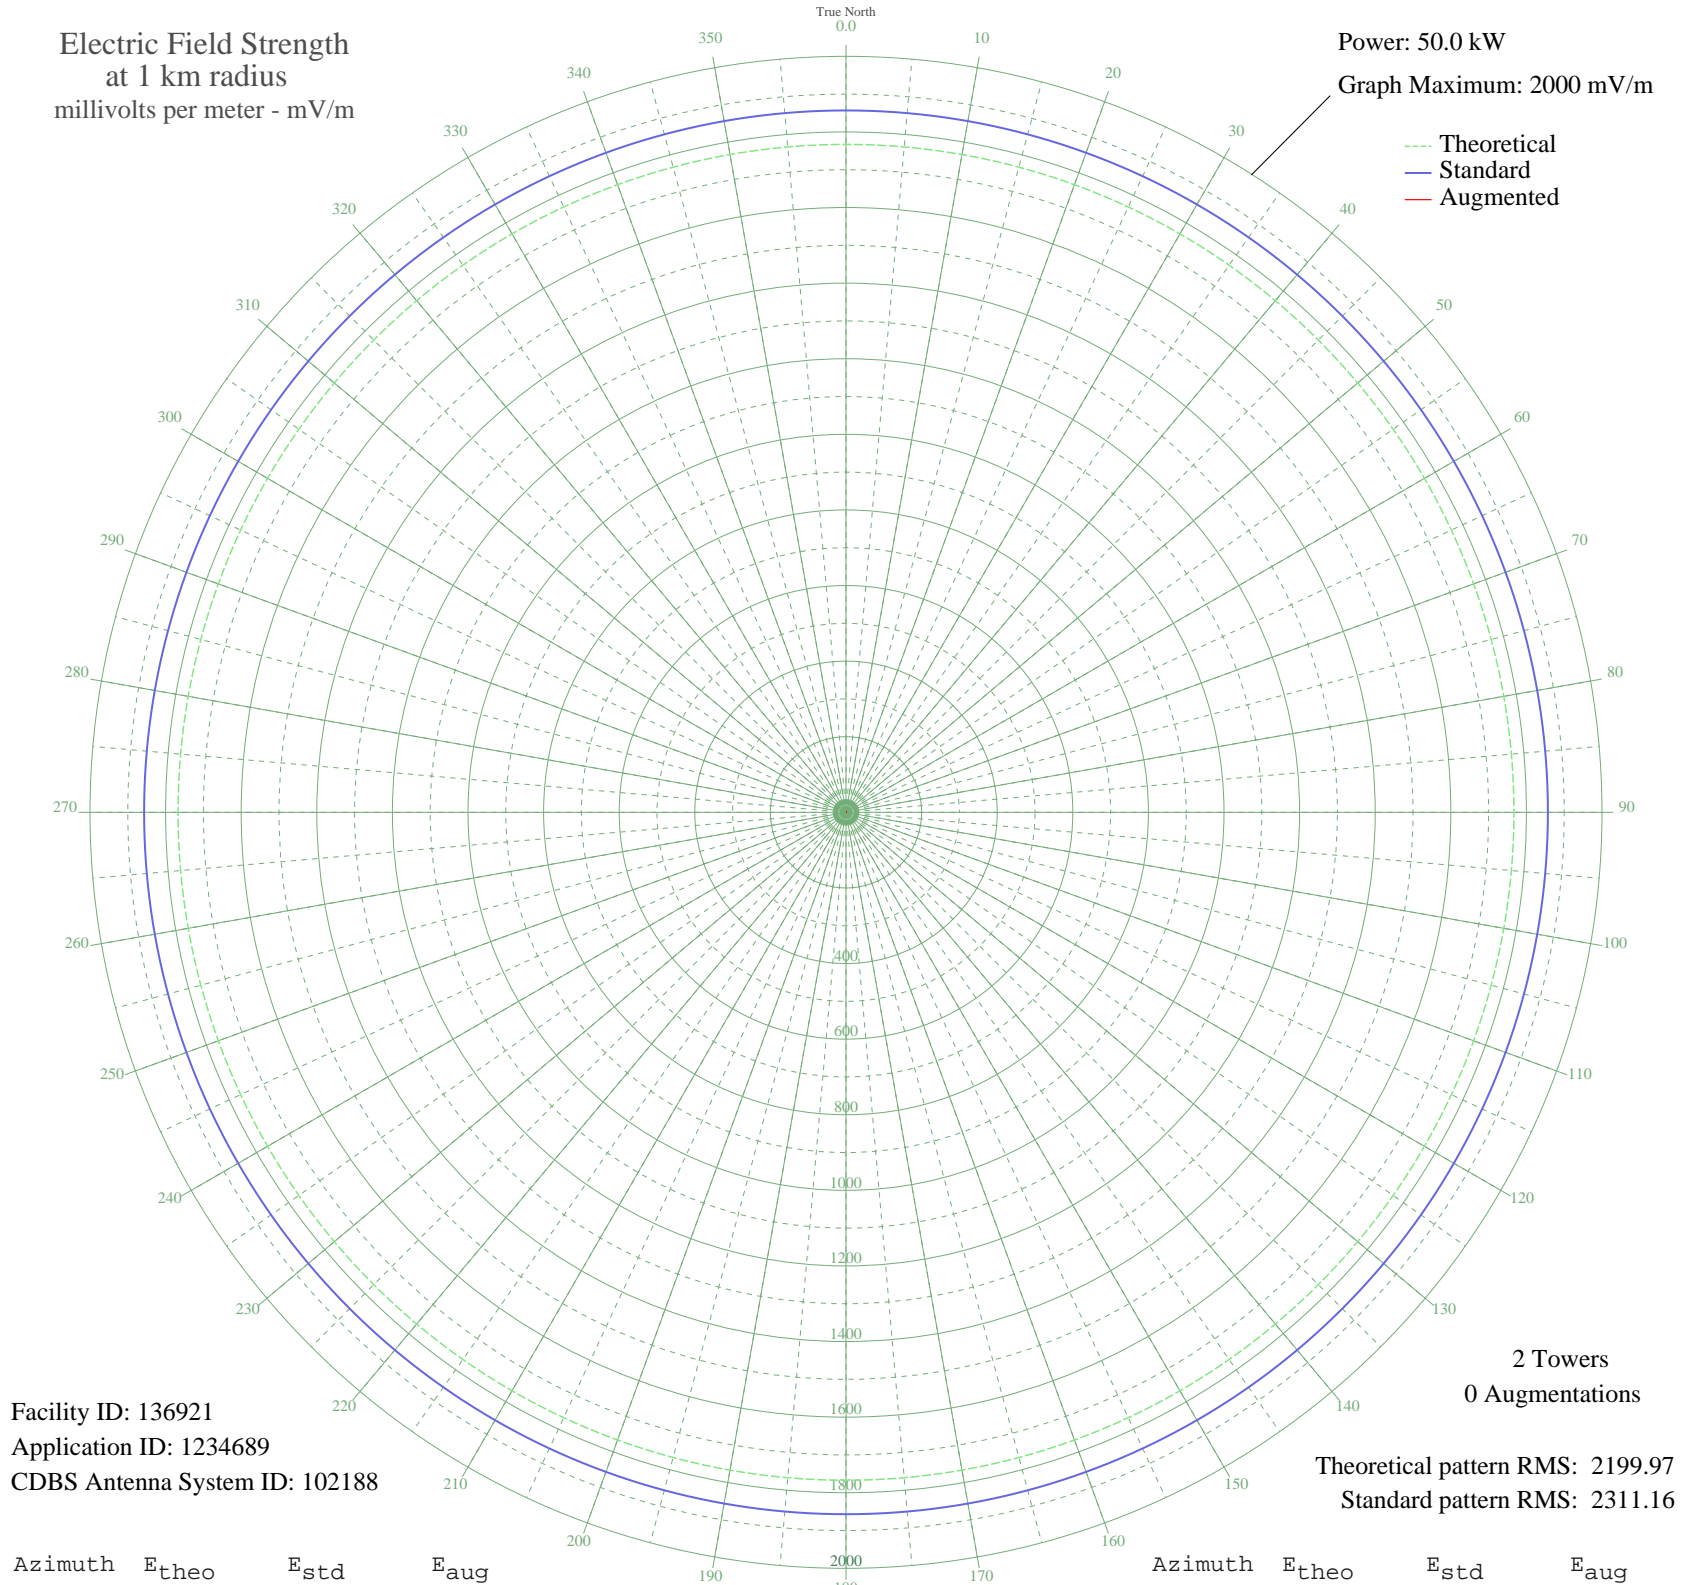 True North
Electric Field Strength
at 1 km radius
millivolts per meter - mV/m
Power: 50.0 kW
Graph Maximum: 2000 mV/m
Theoretical
Standard
Augmented
0.0
10
20
30
40
50
60
70
80
90
100
110
120
130
140
150
160
170
190
200
210
220
230
240
250
260
270
280
290
300
310
320
330
340
350
400
600
800
1000
1200
1400
1600
1800
2000
2 Towers
0 Augmentations
Facility ID: 136921
Application ID: 1234689
CDBS Antenna System ID: 102188
Theoretical pattern RMS: 2199.97
Standard pattern RMS: 2311.16
Azimuth Etheo Estd Eaug Azimuth Etheo Estd Eaug